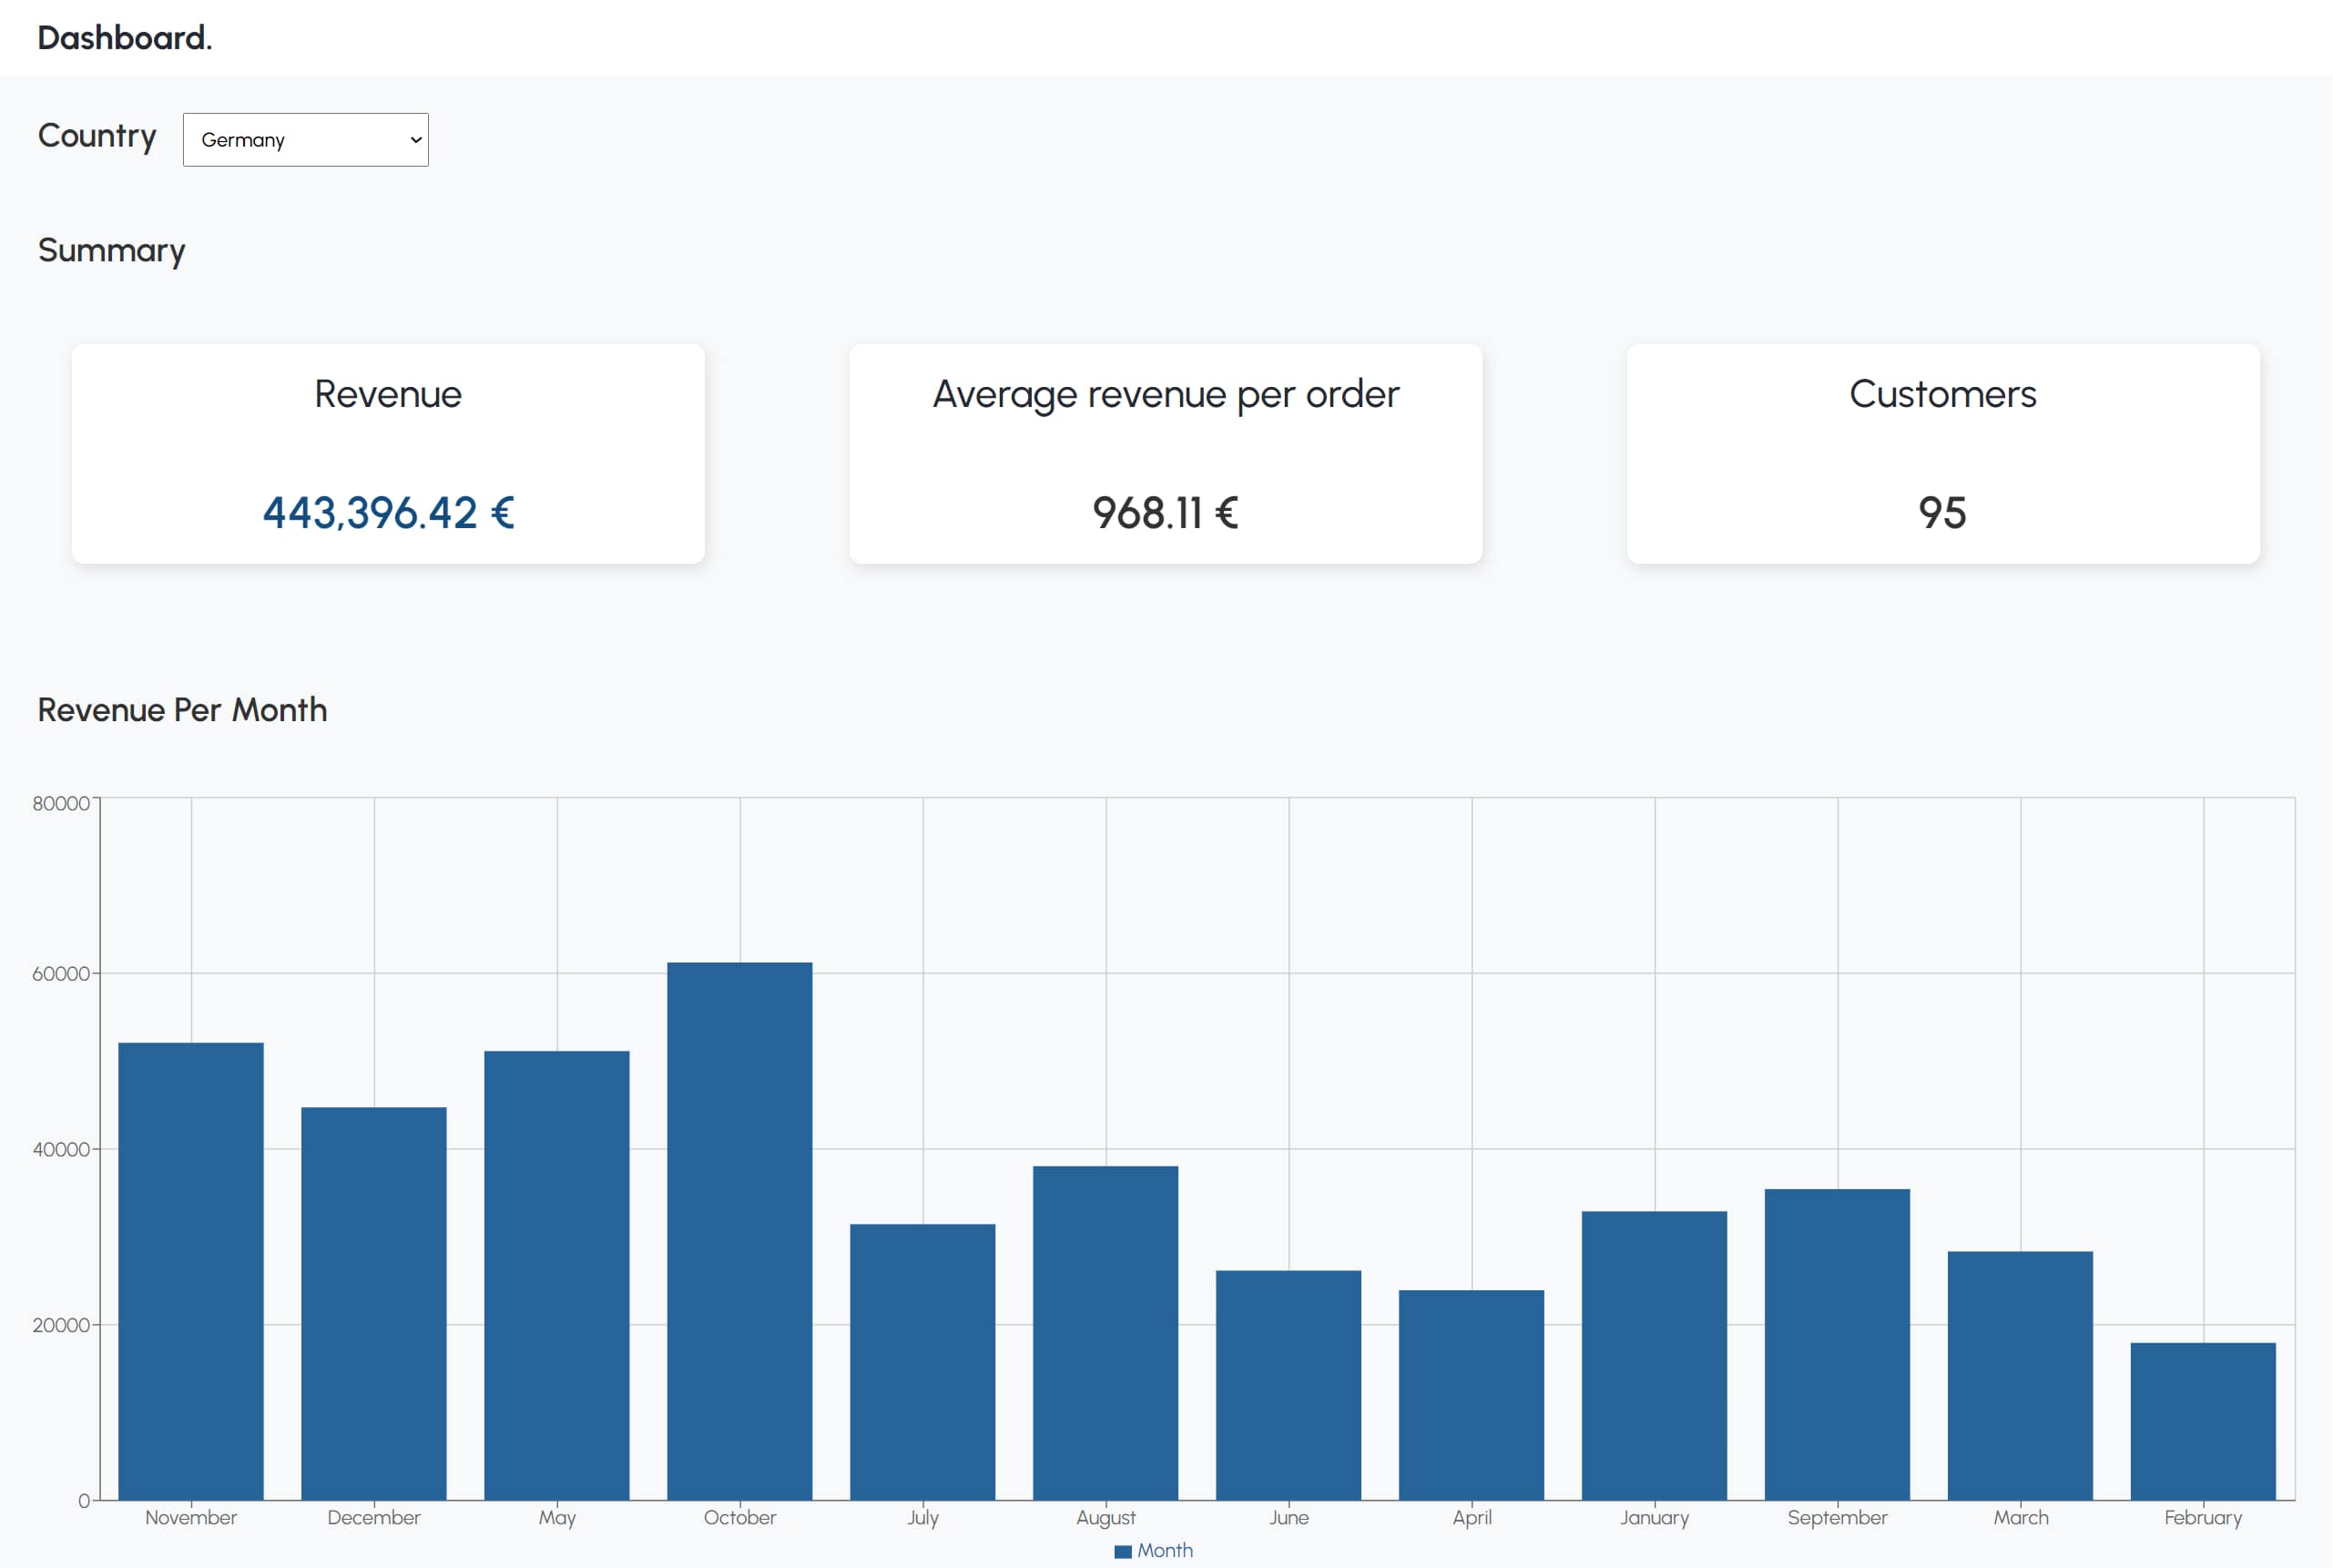 Dashboard.
Country Germany
Summary
Revenue Average revenue per order Customers
443,396.42 € 968.11 € 95
Revenue Per Month
80000
60000
40000
20000
0
November December May October July August June April January September March February
Month